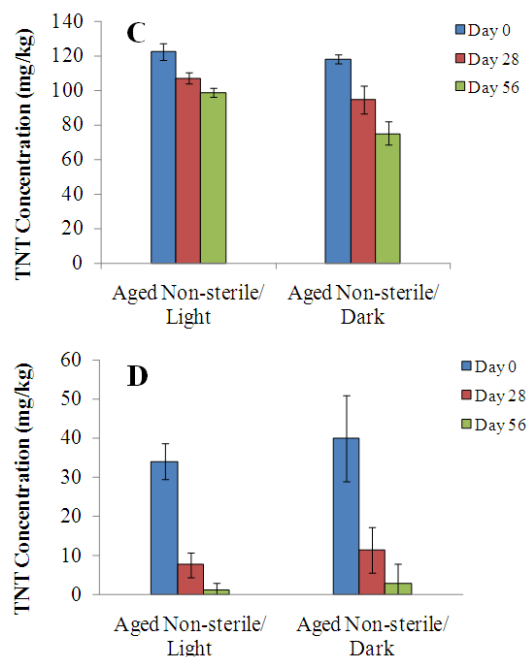 C
TNT Concentration (mg/kg)
140
120
100
80
60
40
20
0
Day 0
Day 28
Day 56
Aged Non-sterile/
Light
Aged Non-sterile/
Dark
D
TNT Concentration (mg/kg)
60
50
40
30
20
10
0
Day 0
Day 28
Day 56
Aged Non-sterile/
Light
Aged Non-sterile/
Dark